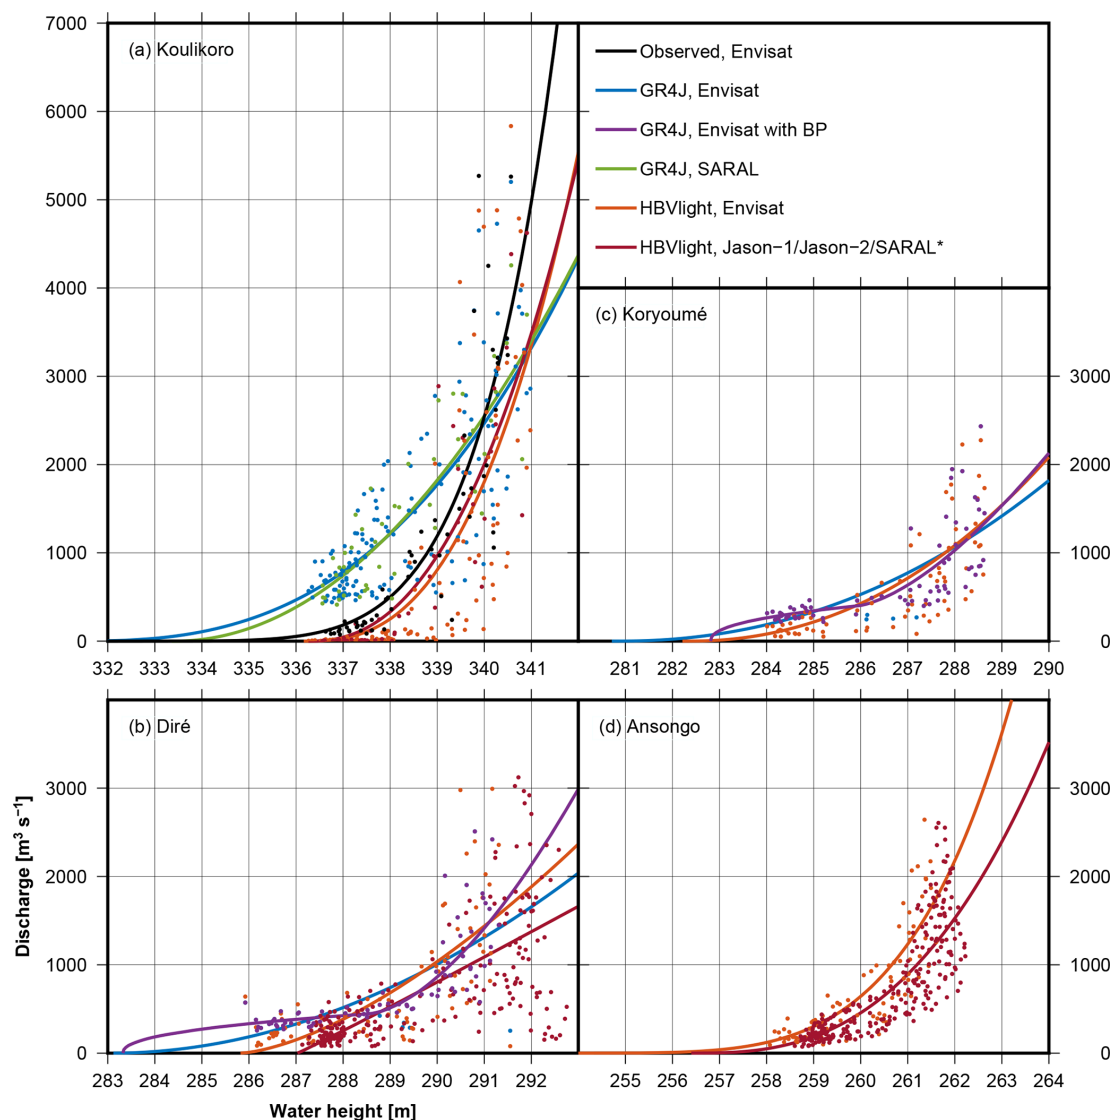 7000
6000
5000
4000
3000
2000
1000
0
(a) Koulikoro
332 333 334 335 336 337 338 339 340 341
Observed, Envisat
GR4J, Envisat
GR4J, Envisat with BP
GR4J, SARAL
HBVlight, Envisat
HBVlight, Jason−1/Jason−2/SARAL*
(c) Koryoumé
3000
2000
1000
0
281 282 283 284 285 286 287 288 289 290
(b) Diré
3000
2000
1000
0
283 284 285 286 287 288 289 290 291 292
Discharge [m³ s⁻¹]
Water height [m]
(d) Ansongo
3000
2000
1000
0
255 256 257 258 259 260 261 262 263 264